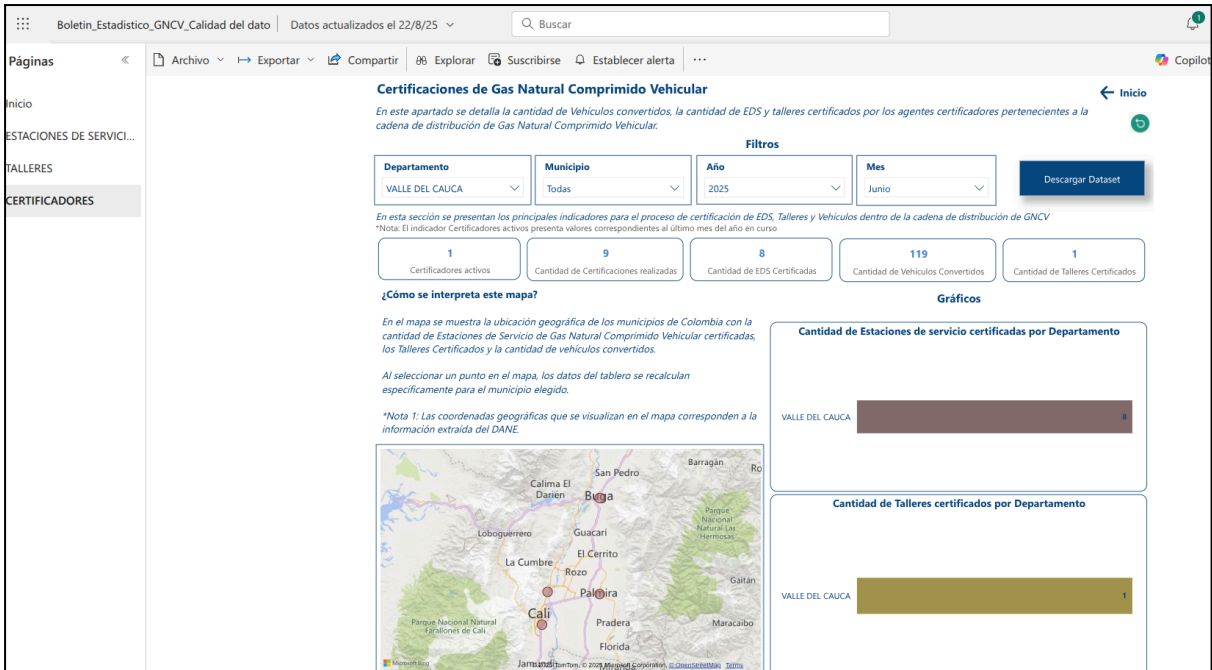 Boletin_Estadistico_GNCV_Calidad del dato | Datos actualizados el 22/8/25
Buscar
1
Páginas
Archivo
Exportar
Compartir
Explorar
Suscribirse
Establecer alerta
Copilot
Inicio
ESTACIONES DE SERVICI...
TALLERES
CERTIFICADORES
Certificaciones de Gas Natural Comprimido Vehicular
Inicio
En este apartado se detalla la cantidad de Vehículos convertidos, la cantidad de EDS y talleres certificados por los agentes certificadores pertenecientes a la
cadena de distribución de Gas Natural Comprimido Vehicular.
Filtros
Departamento
VALLE DEL CAUCA
Municipio
Todas
Año
2025
Mes
Junio
Descargar Dataset
En esta sección se presentan los principales indicadores para el proceso de certificación de EDS, Talleres y Vehículos dentro de la cadena de distribución de GNCV
*Nota: El indicador Certificadores activos presenta valores correspondientes al último mes del año en curso
1
Certificadores activos
9
Cantidad de Certificaciones realizadas
8
Cantidad de EDS Certificadas
119
Cantidad de Vehiculos Convertidos
1
Cantidad de Talleres Certificados
¿Cómo se interpreta este mapa?
En el mapa se muestra la ubicación geográfica de los municipios de Colombia con la
cantidad de Estaciones de Servicio de Gas Natural Comprimido Vehicular certificadas,
los Talleres Certificados y la cantidad de vehículos convertidos.
Al seleccionar un punto en el mapa, los datos del tablero se recalculan
específicamente para el municipio elegido.
*Nota 1: Las coordenadas geográficas que se visualizan en el mapa corresponden a la
información extraída del DANE.
Barragán
Ro
San Pedro
Calima El
Darién
Buga
Parque
Nacional
Natural Las
Hermosas
Loboguerrero
Guacarí
El Cerrito
La Cumbre
Rozo
Gaitán
Palmira
Cali
Parque Nacional Natural
Farallones de Cali
Pradera
Maracaibo
Florida
Microsoft Bing
Jamundí
TomTom, © 2025 Microsoft Corporation, © OpenStreetMap Terms
Gráficos
Cantidad de Estaciones de servicio certificadas por Departamento
VALLE DEL CAUCA
8
Cantidad de Talleres certificados por Departamento
VALLE DEL CAUCA
1